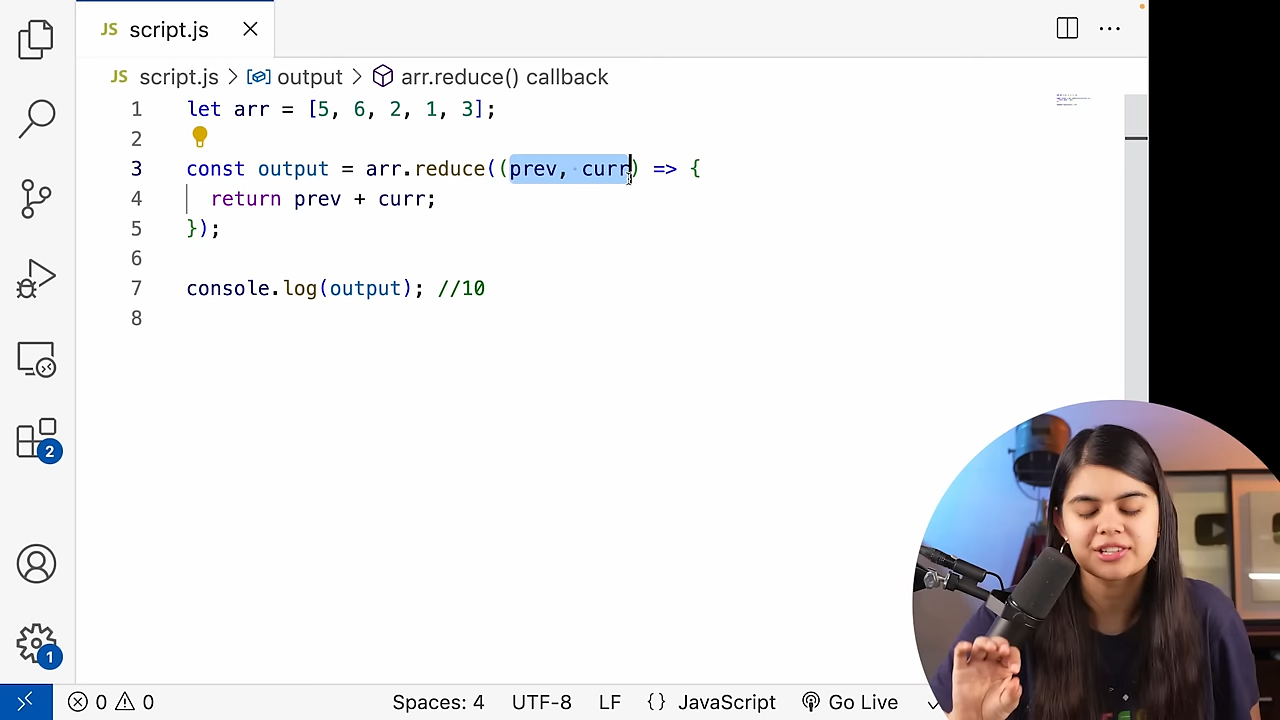 JS script.js
JS script.js > output > arr.reduce() callback
1 let arr = [5, 6, 2, 1, 3];
2
3 const output = arr.reduce((prev, curr) => {
4 return prev + curr;
5 });
6
7 console.log(output); //10
8
2
1
0 0 Spaces: 4 UTF-8 LF {} JavaScript Go Live